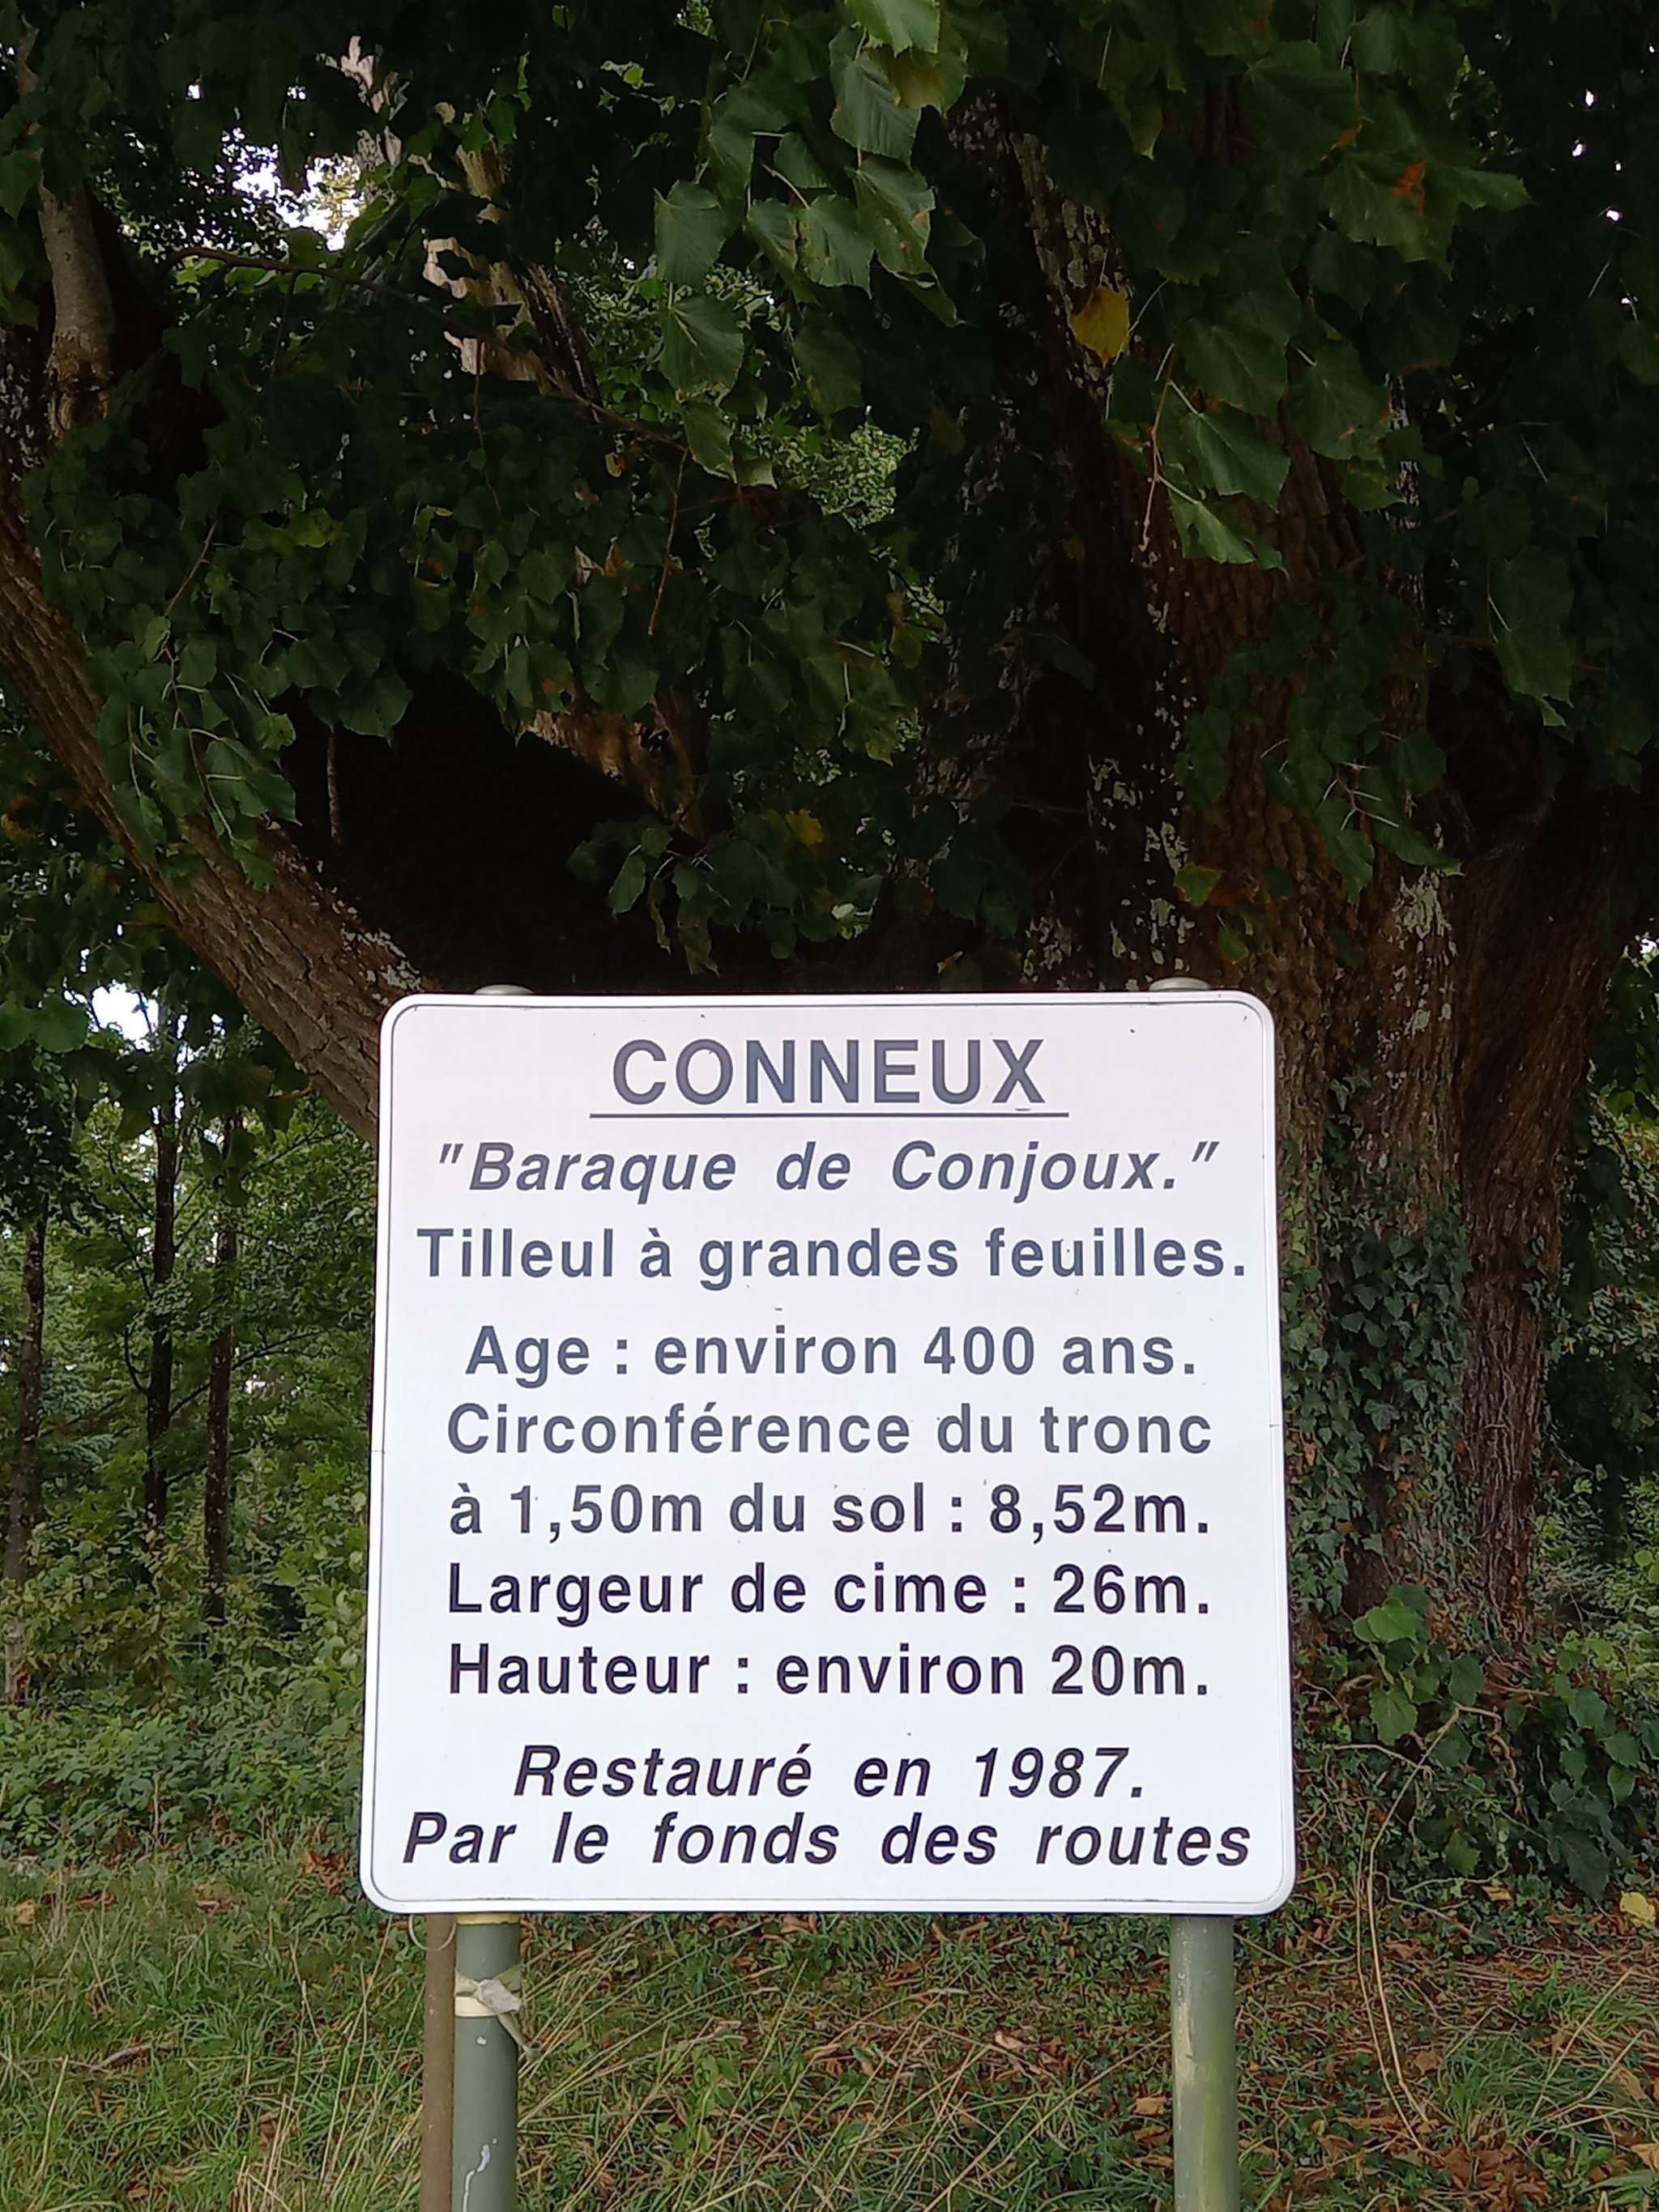 CONNEUX
"Baraque de Conjoux."
Tilleul à grandes feuilles.
Age : environ 400 ans.
Circonférence du tronc
à 1,50m du sol : 8,52m.
Largeur de cime : 26m.
Hauteur : environ 20m.
Restauré en 1987.
Par le fonds des routes